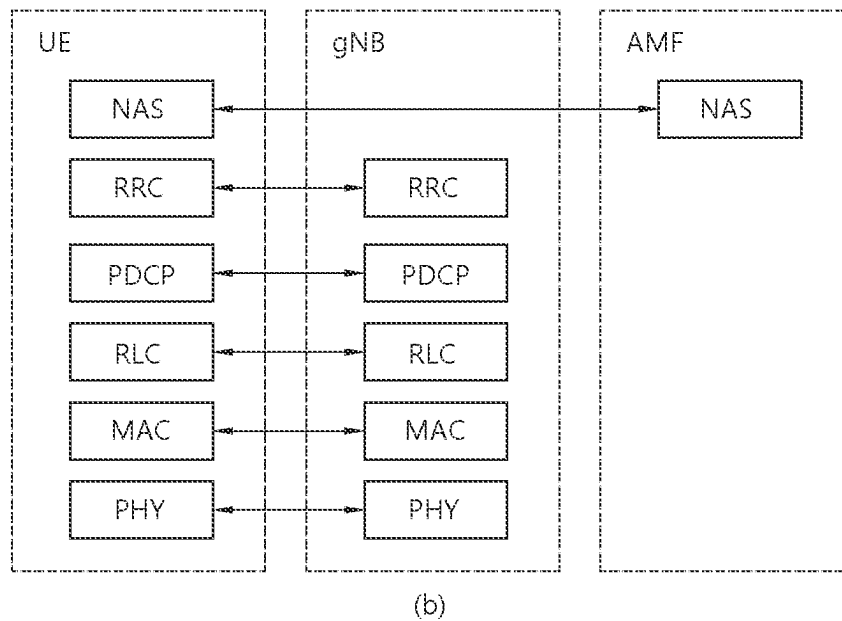 UE gNB AMF
NAS NAS
RRC RRC
PDCP PDCP
RLC RLC
MAC MAC
PHY PHY
(b)